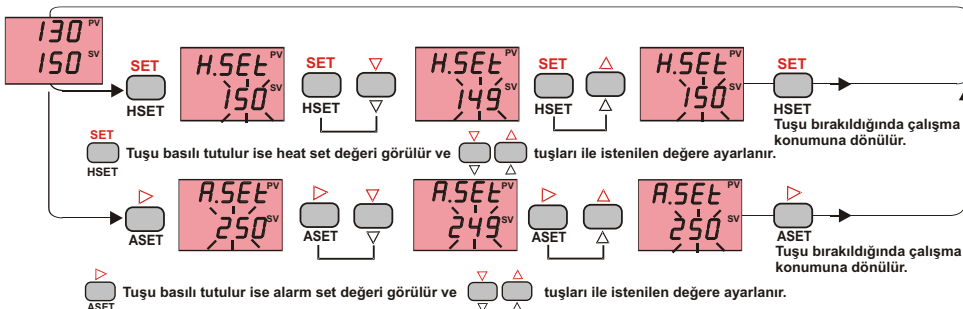 130 PV
150 SV
SET
HSET
H.SEt PV
150 SV
SET
HSET
H.SEt PV
149 SV
SET
HSET
H.SEt PV
150 SV
SET
HSET
Tuşu bırakıldığında çalışma
konumuna dönülür.
SET
HSET
Tuşu basılı tutulur ise heat set değeri görülür ve tuşları ile istenilen değere ayarlanır.
ASET
A.SEt PV
250 SV
ASET
A.SEt PV
249 SV
ASET
A.SEt PV
250 SV
ASET
Tuşu bırakıldığında çalışma
konumuna dönülür.
ASET
Tuşu basılı tutulur ise alarm set değeri görülür ve tuşları ile istenilen değere ayarlanır.